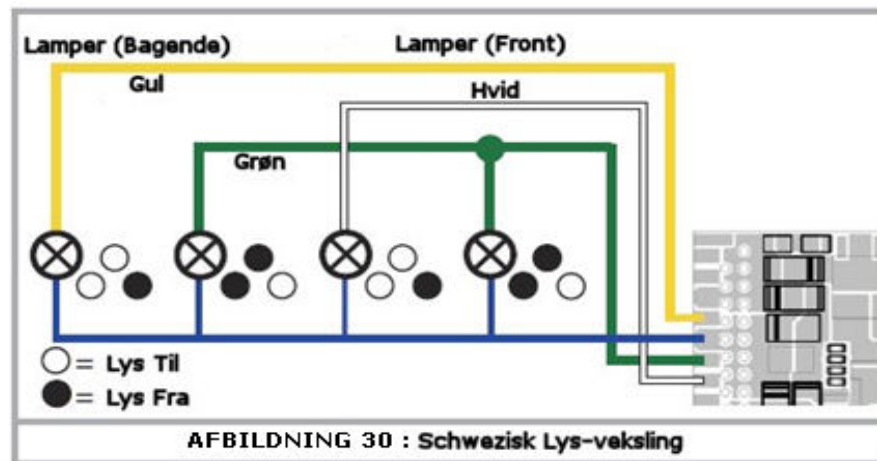 Lamper (Bagende)
Lamper (Front)
Gul
Hvid
Grøn
= Lys Til
= Lys Fra
AFBILDNING 30 : Schwezisk Lys-veksling